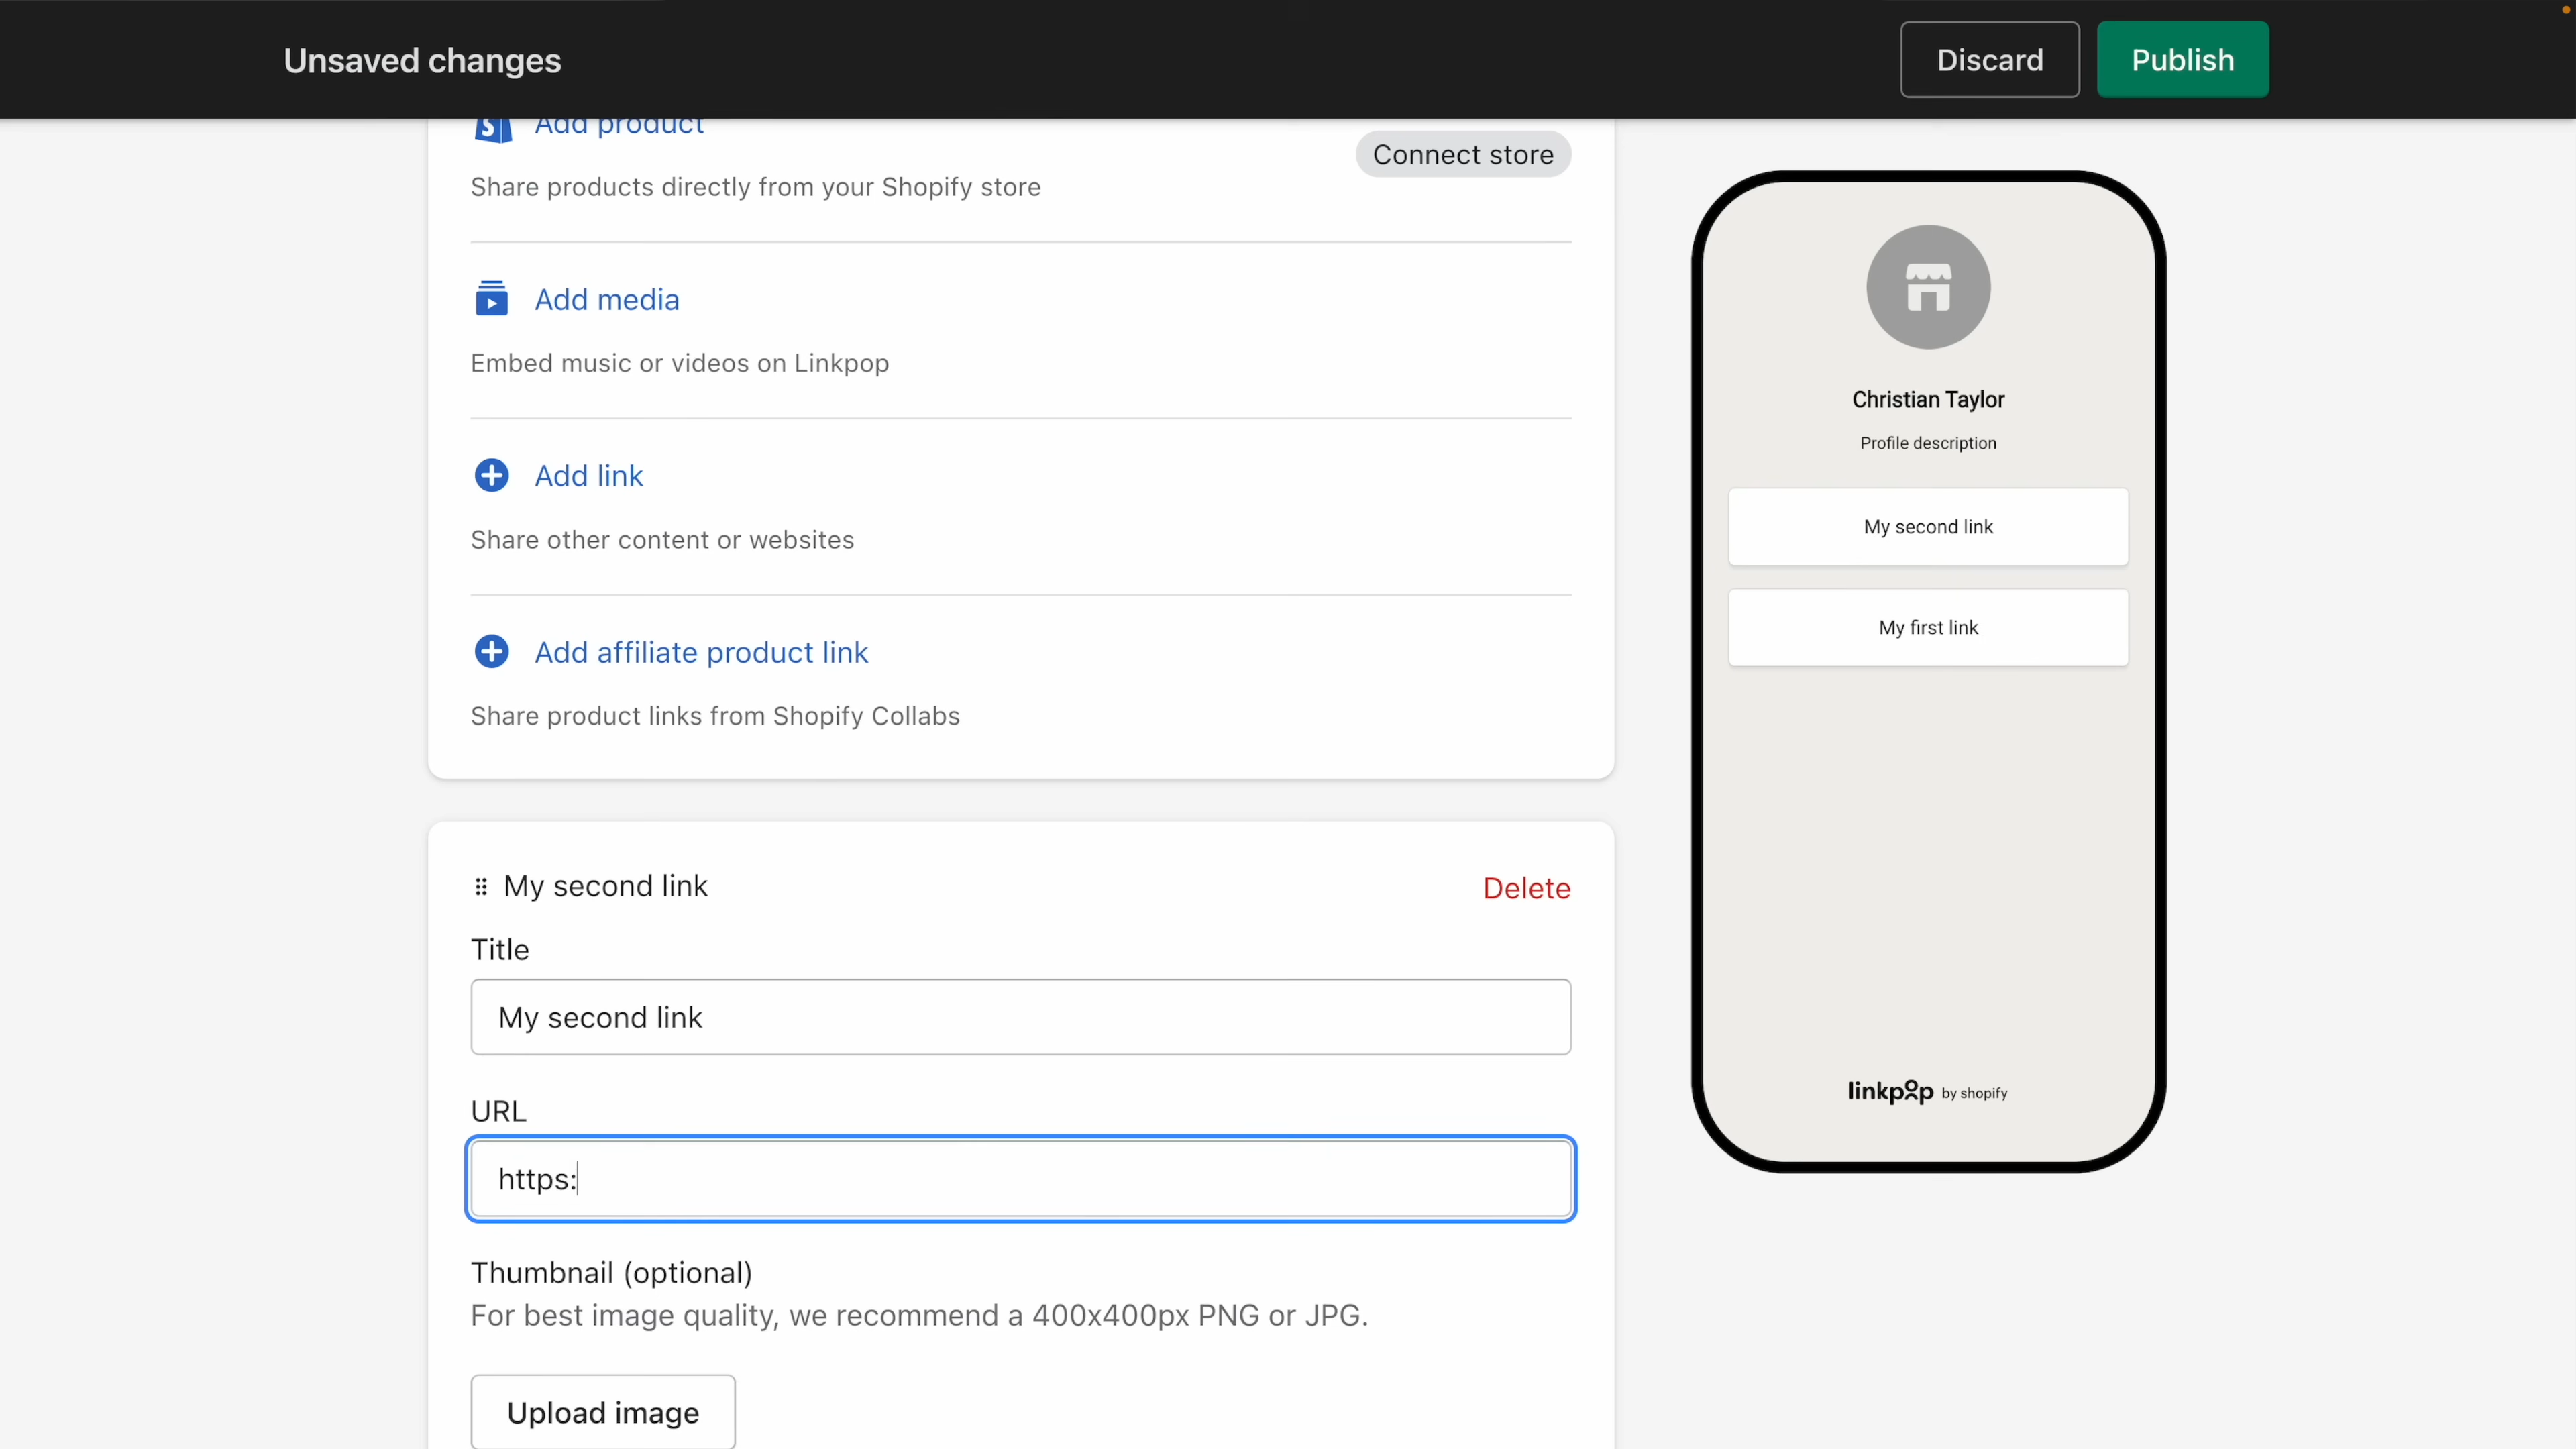 Unsaved changes
Discard
Publish
Add product
Connect store
Share products directly from your Shopify store
Add media
Embed music or videos on Linkpop
Add link
Share other content or websites
Add affiliate product link
Share product links from Shopify Collabs
My second link
Delete
Title
My second link
URL
https:
Thumbnail (optional)
For best image quality, we recommend a 400x400px PNG or JPG.
Upload image
Christian Taylor
Profile description
My second link
My first link
linkpop by shopify